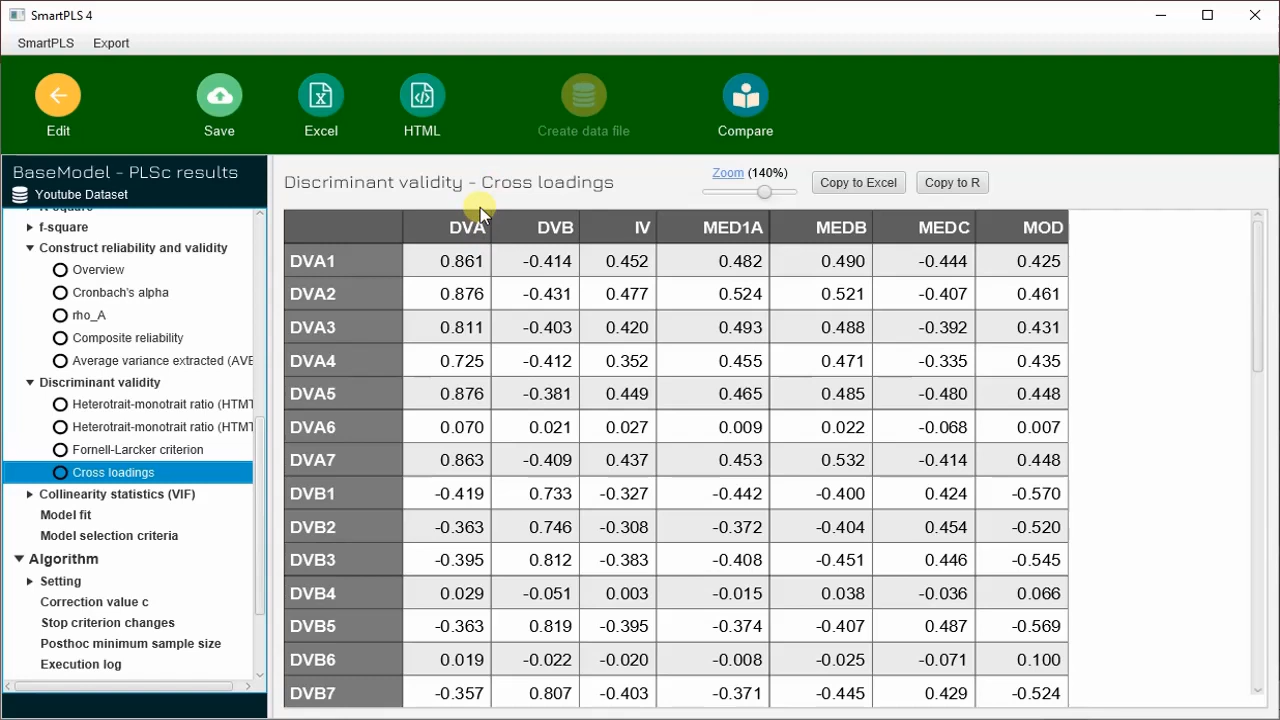 SmartPLS 4
SmartPLS Export
Edit Save Excel HTML Create data file Compare
BaseModel - PLSc results
Youtube Dataset
R-square
f-square
Construct reliability and validity
Overview
Cronbach's alpha
rho_A
Composite reliability
Average variance extracted (AVE
Discriminant validity
Heterotrait-monotrait ratio (HTMT
Heterotrait-monotrait ratio (HTMT
Fornell-Larcker criterion
Cross loadings
Collinearity statistics (VIF)
Model fit
Model selection criteria
Algorithm
Setting
Correction value c
Stop criterion changes
Posthoc minimum sample size
Execution log
Discriminant validity - Cross loadings Zoom (140%) Copy to Excel Copy to R
DVA DVB IV MED1A MEDB MEDC MOD
DVA1 0.861 -0.414 0.452 0.482 0.490 -0.444 0.425
DVA2 0.876 -0.431 0.477 0.524 0.521 -0.407 0.461
DVA3 0.811 -0.403 0.420 0.493 0.488 -0.392 0.431
DVA4 0.725 -0.412 0.352 0.455 0.471 -0.335 0.435
DVA5 0.876 -0.381 0.449 0.465 0.485 -0.480 0.448
DVA6 0.070 0.021 0.027 0.009 0.022 -0.068 0.007
DVA7 0.863 -0.409 0.437 0.453 0.532 -0.414 0.448
DVB1 -0.419 0.733 -0.327 -0.442 -0.400 0.424 -0.570
DVB2 -0.363 0.746 -0.308 -0.372 -0.404 0.454 -0.520
DVB3 -0.395 0.812 -0.383 -0.408 -0.451 0.446 -0.545
DVB4 0.029 -0.051 0.003 -0.015 0.038 -0.036 0.066
DVB5 -0.363 0.819 -0.395 -0.374 -0.407 0.487 -0.569
DVB6 0.019 -0.022 -0.020 -0.008 -0.025 -0.071 0.100
DVB7 -0.357 0.807 -0.403 -0.371 -0.445 0.429 -0.524